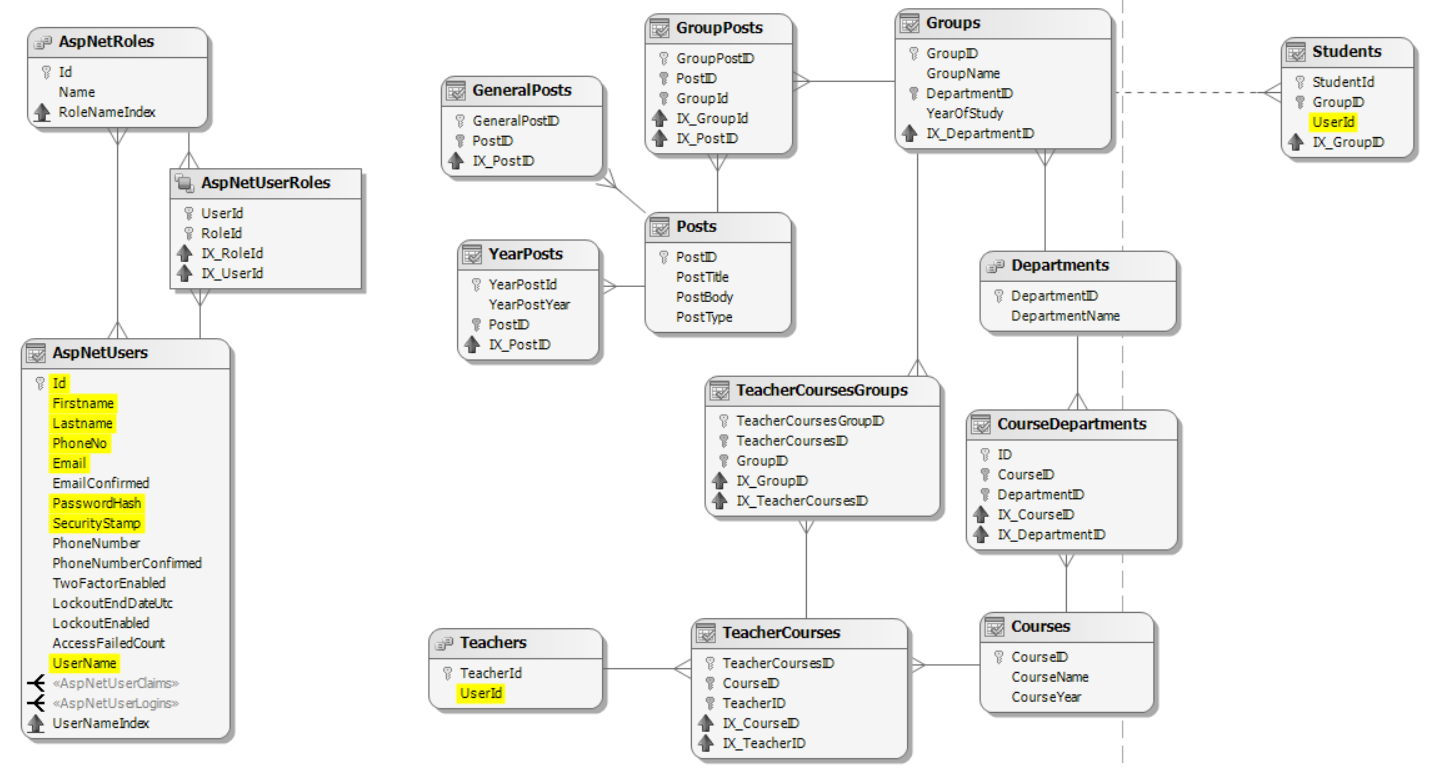 AspNetRoles
Id
Name
RoleNameIndex
AspNetUserRoles
UserId
RoleId
IX_RoleId
IX_UserId
AspNetUsers
Id
Firstname
Lastname
PhoneNo
Email
EmailConfirmed
PasswordHash
SecurityStamp
PhoneNumber
PhoneNumberConfirmed
TwoFactorEnabled
LockoutEndDateUtc
LockoutEnabled
AccessFailedCount
UserName
«AspNetUserClaims»
«AspNetUserLogins»
UserNameIndex
GeneralPosts
GeneralPostID
PostID
IX_PostID
YearPosts
YearPostId
YearPostYear
PostID
IX_PostID
GroupPosts
GroupPostID
PostID
GroupId
IX_GroupId
IX_PostID
Posts
PostID
PostTitle
PostBody
PostType
Groups
GroupID
GroupName
DepartmentID
YearOfStudy
IX_DepartmentID
Students
StudentId
GroupID
UserId
IX_GroupID
Departments
DepartmentID
DepartmentName
TeacherCoursesGroups
TeacherCoursesGroupID
TeacherCoursesID
GroupID
IX_GroupID
IX_TeacherCoursesID
CourseDepartments
ID
CourseID
DepartmentID
IX_CourseID
IX_DepartmentID
Teachers
TeacherId
UserId
TeacherCourses
TeacherCoursesID
CourseID
TeacherID
IX_CourseID
IX_TeacherID
Courses
CourseID
CourseName
CourseYear